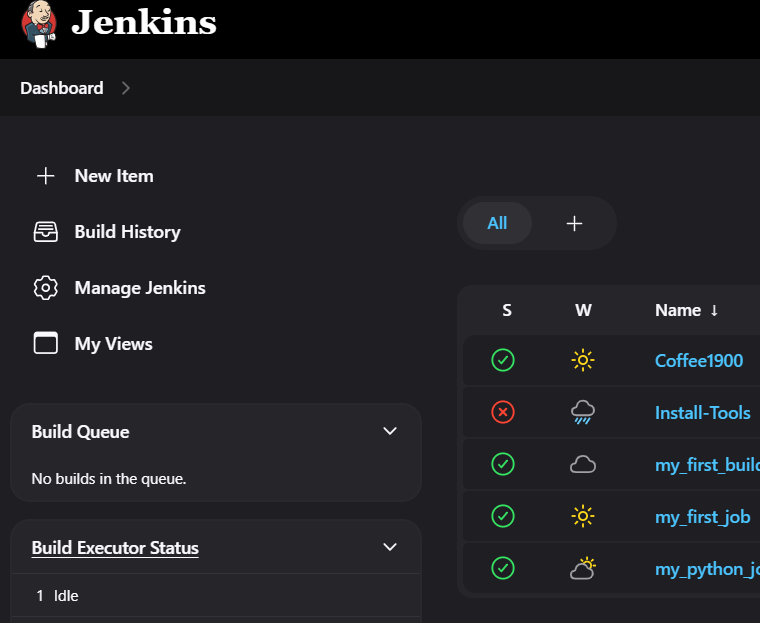 Jenkins
Dashboard
New Item
Build History
Manage Jenkins
My Views
Build Queue
No builds in the queue.
Build Executor Status
1 Idle
All
S W Name ↓
Coffee1900
Install-Tools
my_first_build
my_first_job
my_python_jo